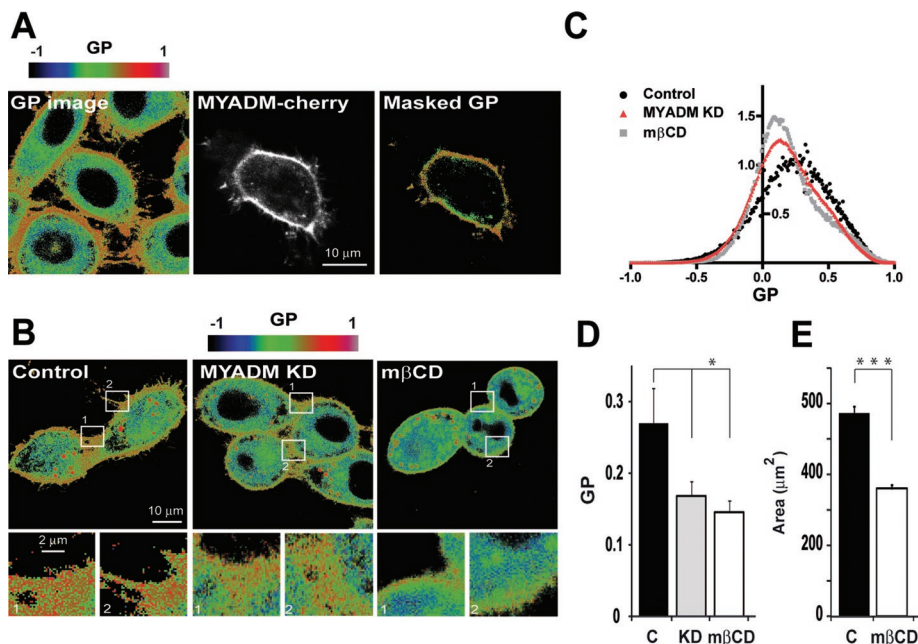 A
GP
-1 1
GP image
MYADM-cherry
Masked GP
10 µm
B
GP
-1 1
Control
MYADM KD
mβCD
2
1
10 µm
1
2
1
2
2 µm
1
2
1
2
1
2
C
Control
MYADM KD
mβCD
1.5
1.0
0.5
-1.0 -0.5 0.0 0.5 1.0
GP
D
*
0.3
0.2
0.1
0
GP
C KD mβCD
E
* * *
500
300
200
100
0
Area (µm²)
C mβCD